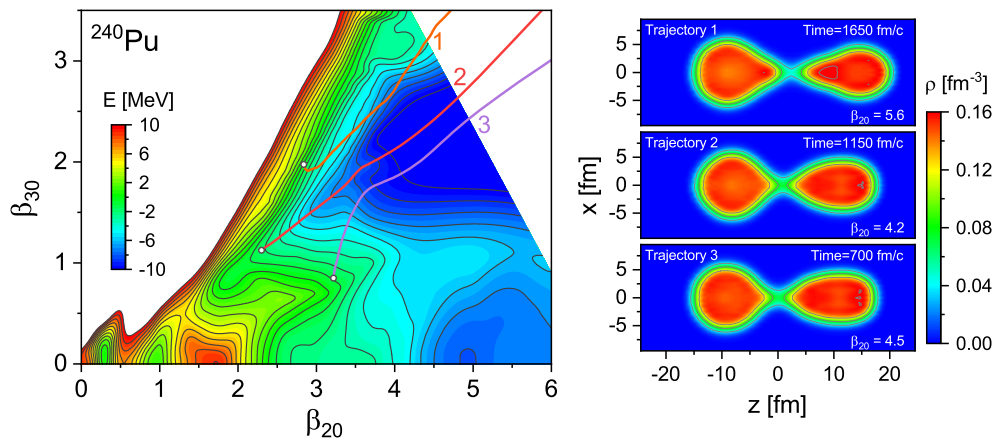 ²⁴⁰Pu
E [MeV]
10
6
2
-2
-6
-10
1
2
3
3
2
1
0
β₃₀
0 1 2 3 4 5 6
β₂₀
Trajectory 1 Time=1650 fm/c
β₂₀ = 5.6
Trajectory 2 Time=1150 fm/c
β₂₀ = 4.2
Trajectory 3 Time=700 fm/c
β₂₀ = 4.5
5
0
-5
5
0
-5
5
0
-5
x [fm]
-20 -10 0 10 20
z [fm]
ρ [fm⁻³]
0.16
0.12
0.08
0.04
0.00